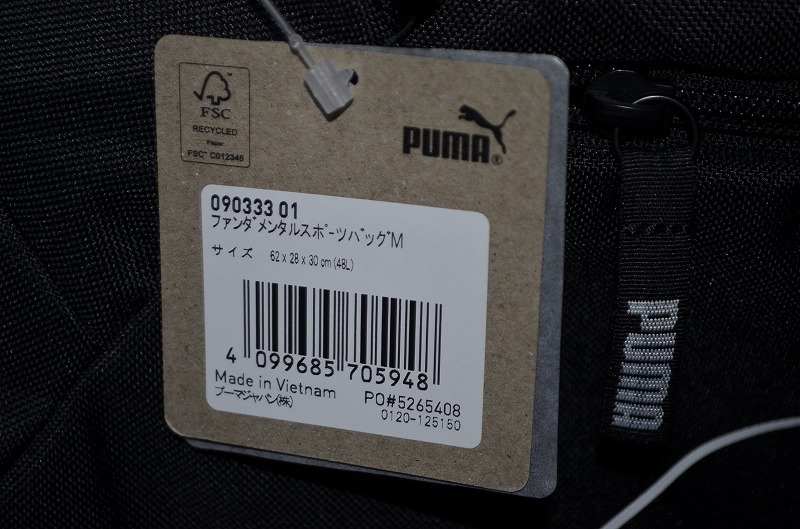 FSC
RECYCLED
Paper
FSC™ C012345
PUMA®
090333 01
ファンダメンタルスポーツバッグM
サイズ 62 x 28 x 30 cm (48L)
4 099685 705948
Made in Vietnam PO#5265408
プーマジャパン(株) 0120-125150
PUMA